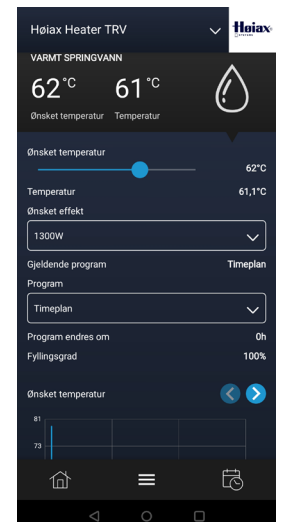 Høiax Heater TRV
Høiax
VARMT SPRINGVANN
62°C 61°C
Ønsket temperatur Temperatur
Ønsket temperatur
62°C
Temperatur 61,1°C
Ønsket effekt
1300W
Gjeldende program Timeplan
Program
Timeplan
Program endres om 0h
Fyllingsgrad 100%
Ønsket temperatur
81
73